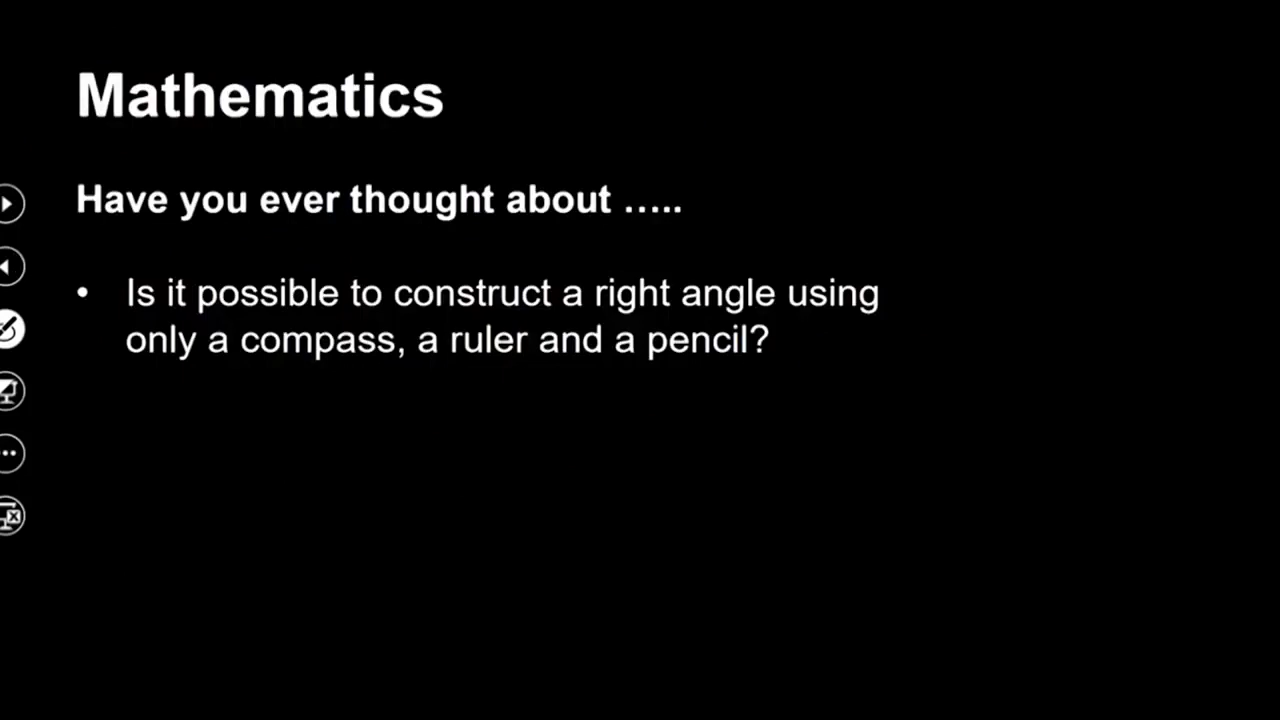 Mathematics
Have you ever thought about …..
• Is it possible to construct a right angle using
only a compass, a ruler and a pencil?